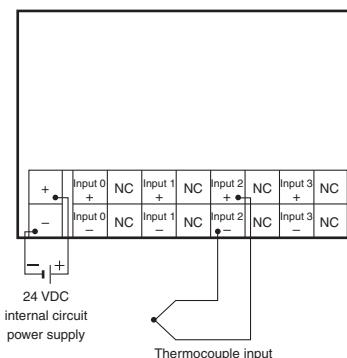 + Input 0 + NC Input 1 + NC Input 2 + NC Input 3 + NC
− Input 0 − NC Input 1 − NC Input 2 − NC Input 3 − NC
− +
24 VDC
internal circuit
power supply
Thermocouple input